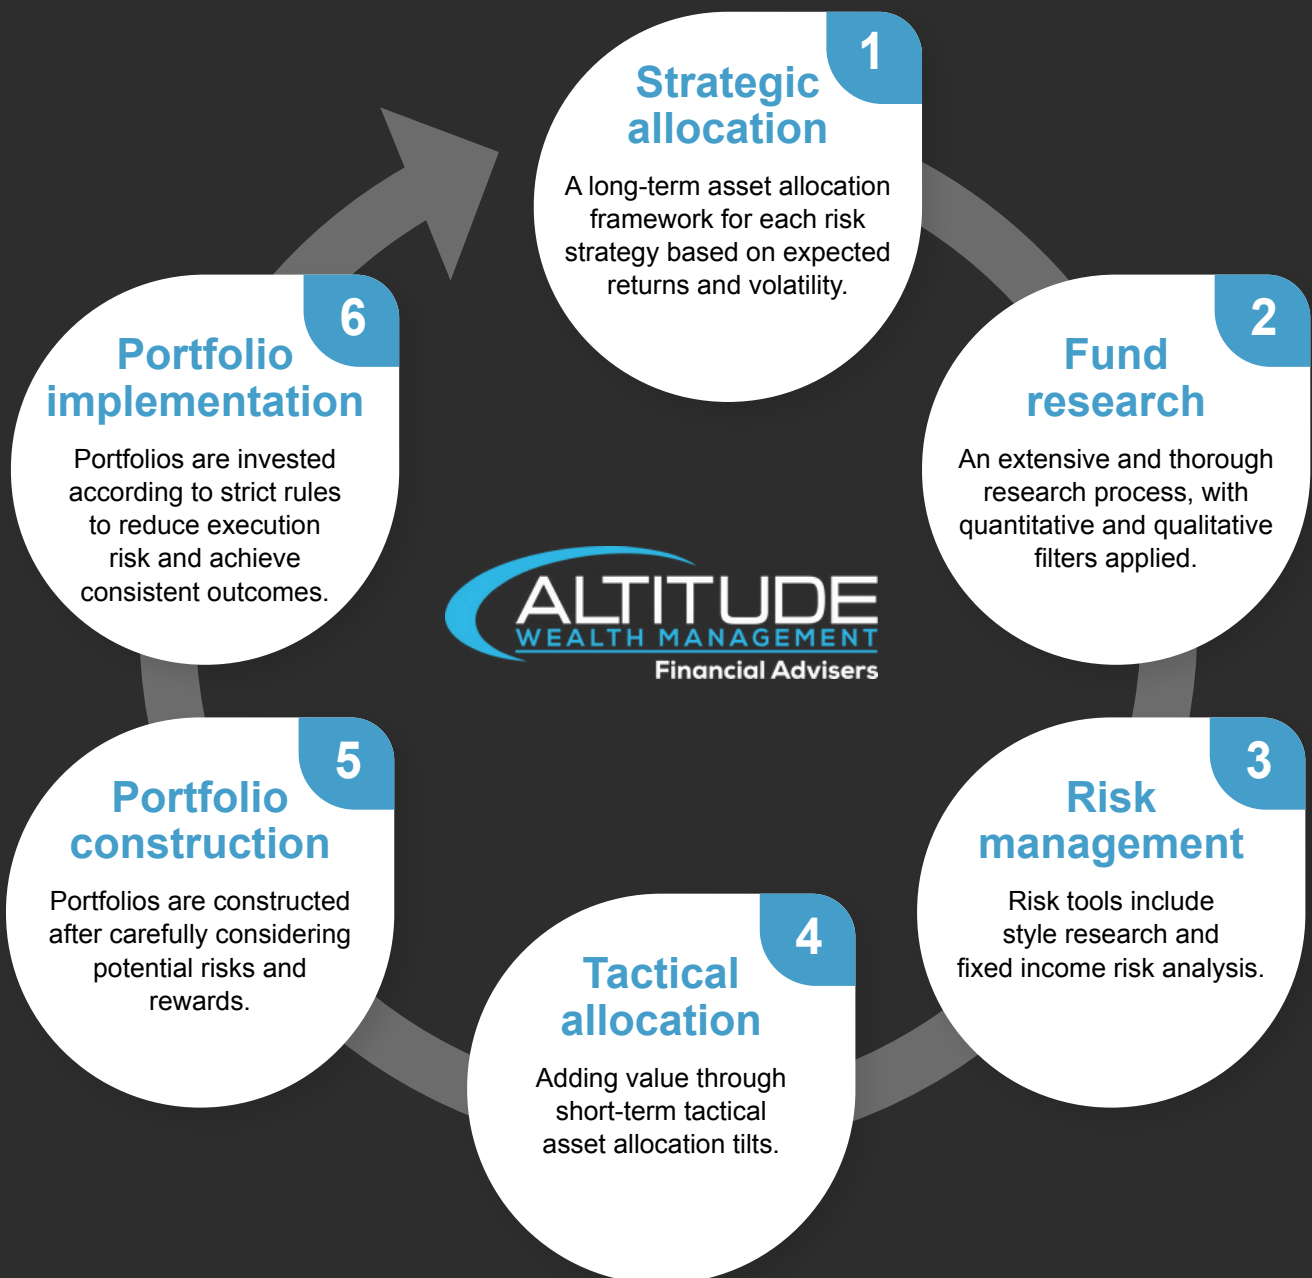 1
Strategic
allocation
A long-term asset allocation
framework for each risk
strategy based on expected
returns and volatility.
2
Fund
research
An extensive and thorough
research process, with
quantitative and qualitative
filters applied.
3
Risk
management
Risk tools include
style research and
fixed income risk analysis.
4
Tactical
allocation
Adding value through
short-term tactical
asset allocation tilts.
5
Portfolio
construction
Portfolios are constructed
after carefully considering
potential risks and
rewards.
6
Portfolio
implementation
Portfolios are invested
according to strict rules
to reduce execution
risk and achieve
consistent outcomes.
ALTITUDE
WEALTH MANAGEMENT
Financial Advisers